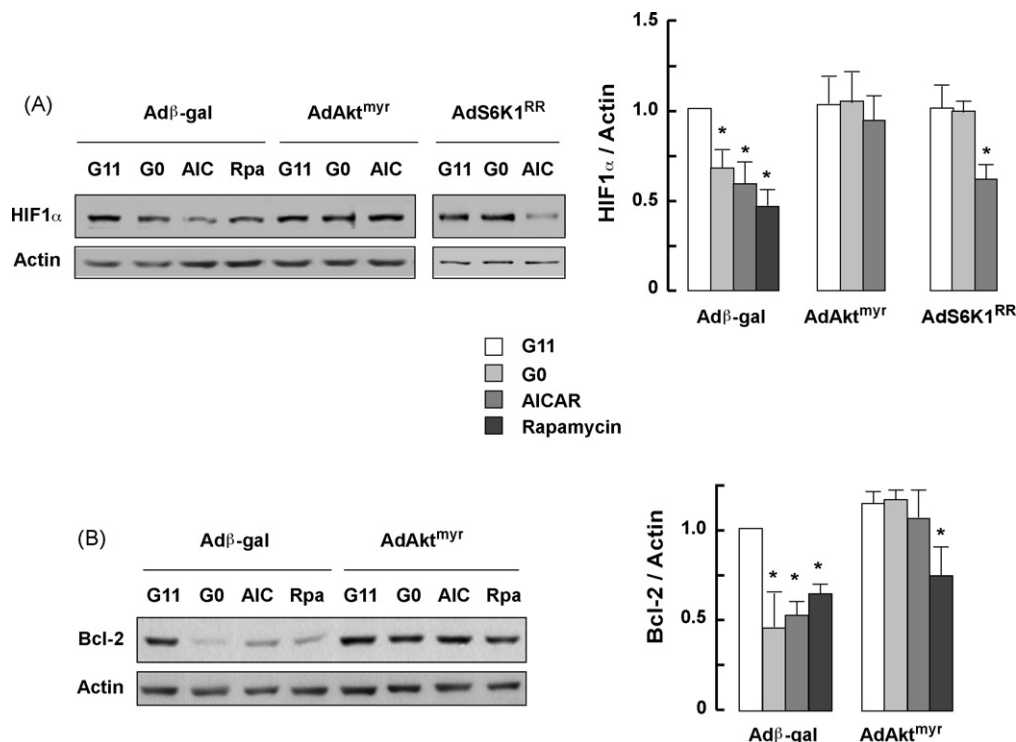 (A)
Adβ-gal AdAkt^myr AdS6K1^RR
G11 G0 AIC Rpa G11 G0 AIC G11 G0 AIC
HIF1α
Actin
HIF1α / Actin
1.5
1.0
0.5
0
* * * *
Adβ-gal AdAkt^myr AdS6K1^RR
G11
G0
AICAR
Rapamycin
(B)
Adβ-gal AdAkt^myr
G11 G0 AIC Rpa G11 G0 AIC Rpa
Bcl-2
Actin
Bcl-2 / Actin
1.0
0.5
0
* * * *
Adβ-gal AdAkt^myr